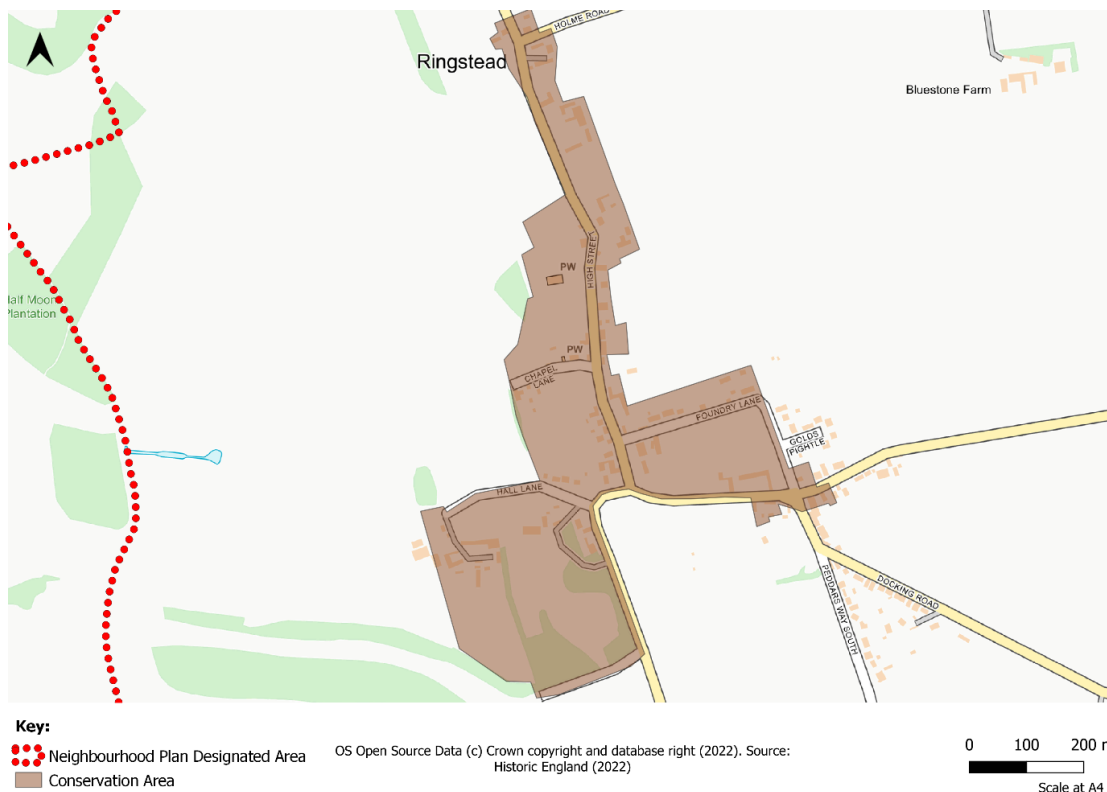 HOLME ROAD
Ringstead
Bluestone Farm
HIGH STREET
PW
Half Moon
Plantation
PW
CHAPEL
LANE
FOUNDRY LANE
GOLDS
PIGHTLE
HALL LANE
DOCKING ROAD
PEDDARS WAY SOUTH
Key:
Neighbourhood Plan Designated Area
Conservation Area
OS Open Source Data (c) Crown copyright and database right (2022). Source:
Historic England (2022)
0 100 200 m
Scale at A4